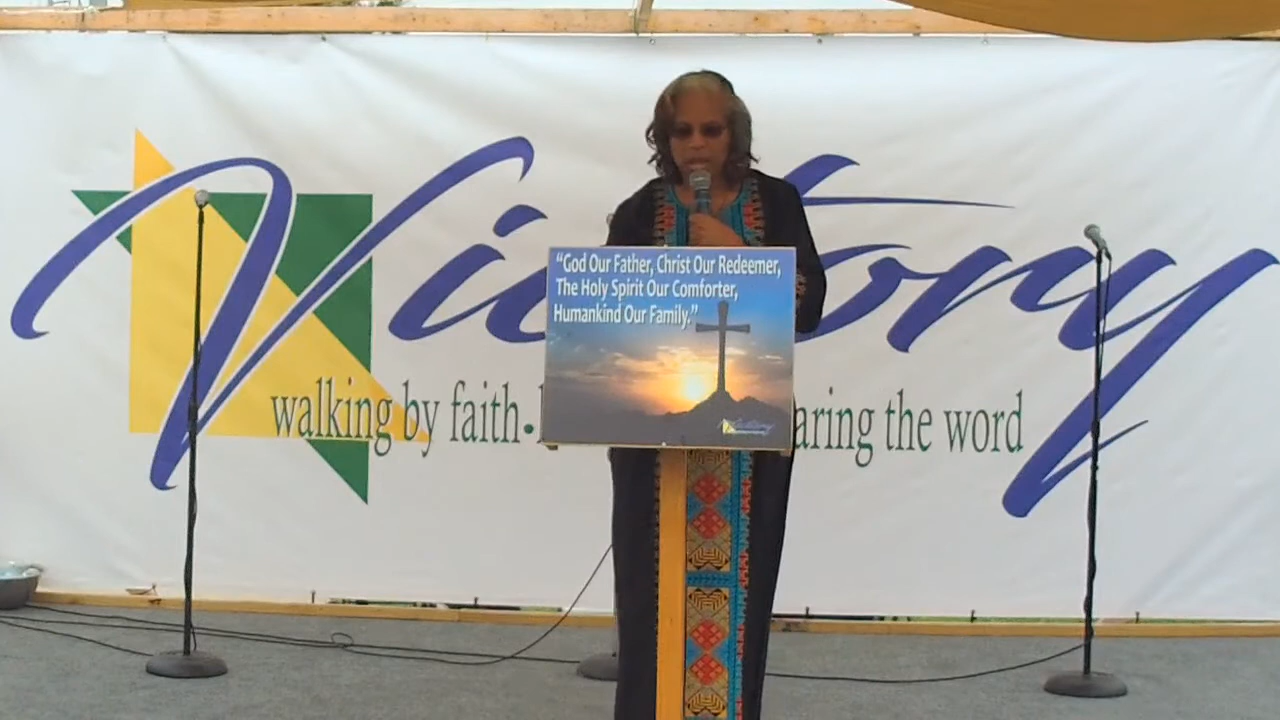 Victory
walking by faith•
aring the word
“God Our Father, Christ Our Redeemer,
The Holy Spirit Our Comforter,
Humankind Our Family.”
Victory